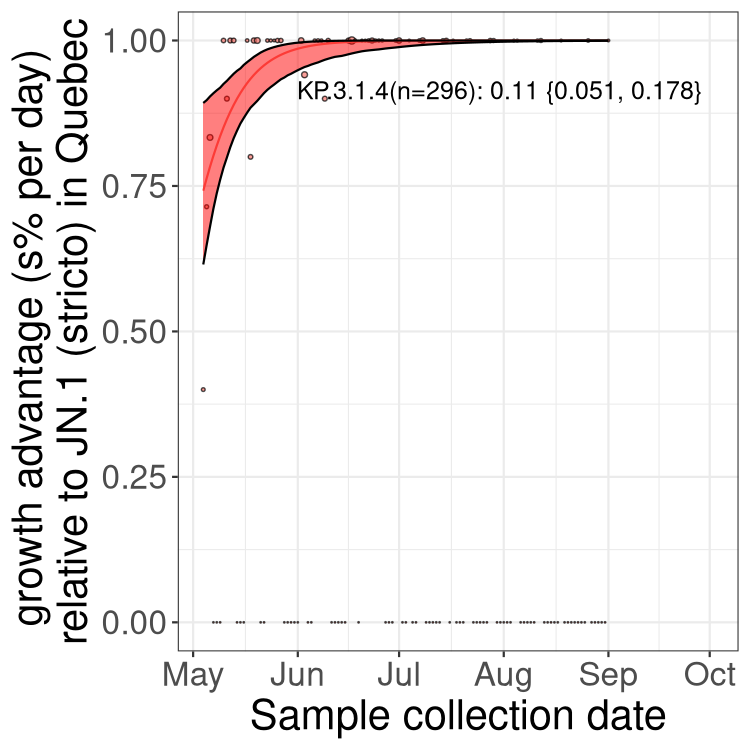 growth advantage (s% per day)
relative to JN.1 (stricto) in Quebec
1.00
0.75
0.50
0.25
0.00
KP.3.1.4(n=296): 0.11 {0.051, 0.178}
May Jun Jul Aug Sep Oct
Sample collection date